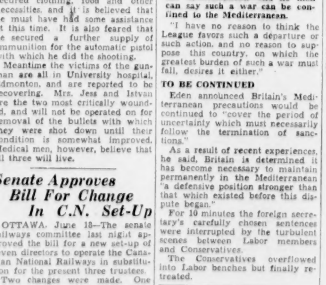 cured clothing, food and other
necessities. and it is believed that
he must have had some assistance
at this time. It is also feared that
he secured a further supply of
ammunition for the automatic pistol
with which he did the shooting.
Meantime the victims of the gun-
man are all in University hospital,
Edmonton, and are reported to be
recovering. Mrs. Jess and Istvan
are the two most critically wound-
ed, and will not be operated on for
removal of the bullets with which
they were shot down until their
condition is somewhat improved.
Medical men, however, believe that
all three will live.
Senate Approves
Bill For Change
In C.N. Set-Up
OTTAWA, June 18—The senate
railways committee last night ap-
proved the bill for a new set-up of
seven directors to operate the Cana-
dian National Railways in substitu-
tion for the present three trustees.
Two changes were made. One
can say such a war can be con-
fined to the Mediterranean.
"I have no reason to think the
League favors such a departure or
such action, and no reason to sup-
pose this country, on which the
greatest burden of such a war must
fall, desires it either."
TO BE CONTINUED
Eden announced Britain's Medi-
terranean precautions would be
continued to "cover the period of
uncertainty which must necessarily
follow the termination of sanc-
tions."
As a result of recent experiences,
he said, Britain is determined it
has become necessary to maintain
permanently in the Mediterranean
"a defensive position stronger than
that which existed before this dis-
pute began."
For 10 minutes the foreign secre-
tary's carefully chosen sentences
were interrupted by the turbulent
scenes between Labor members
and Conservatives.
The Conservatives overflowed
into Labor benches but finally re-
treated.